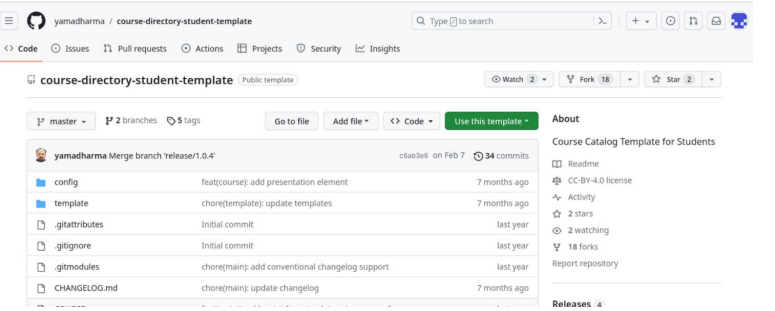 yamadharma / course-directory-student-template
Type / to search
Code Issues Pull requests Actions Projects Security Insights
course-directory-student-template Public template
Watch 2 Fork 18 Star 2
master 2 branches 5 tags Go to file Add file Code Use this template
yamadharma Merge branch 'release/1.0.4' c6ab3e6 on Feb 7 34 commits
config feat(course): add presentation element 7 months ago
template chore(template): update templates 7 months ago
.gitattributes Initial commit last year
.gitignore Initial commit last year
.gitmodules chore(main): add conventional changelog support last year
CHANGELOG.md chore(main): update changelog 7 months ago
About
Course Catalog Template for Students
Readme
CC-BY-4.0 license
Activity
2 stars
2 watching
18 forks
Report repository
Releases 4